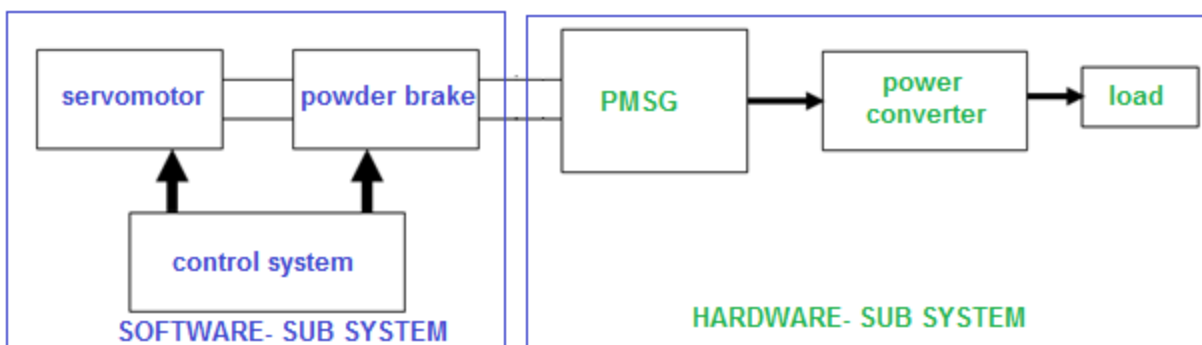 servomotor
powder brake
PMSG
power
converter
load
control system
SOFTWARE- SUB SYSTEM
HARDWARE- SUB SYSTEM